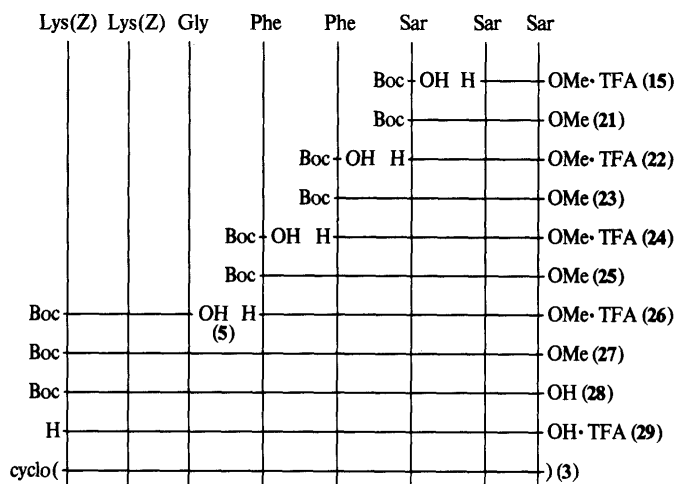 Lys(Z) Lys(Z) Gly Phe Phe Sar Sar Sar
Boc OH H OMe· TFA (15)
Boc OMe (21)
Boc OH H OMe· TFA (22)
Boc OMe (23)
Boc OH H OMe· TFA (24)
Boc OMe (25)
Boc OH H OMe· TFA (26)
(5)
Boc OMe (27)
Boc OH (28)
H OH· TFA (29)
cyclo( ) (3)